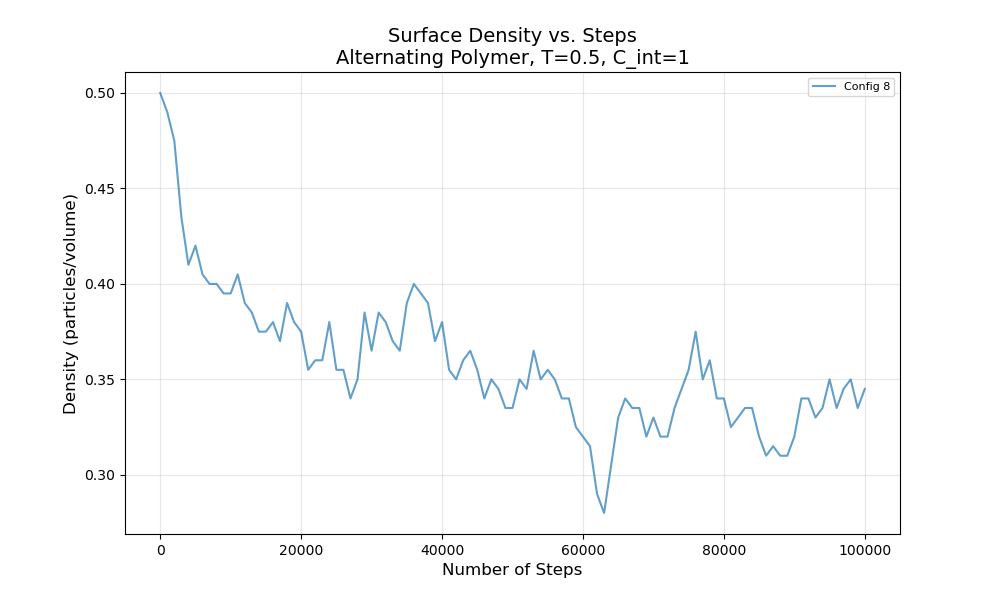 Surface Density vs. Steps
Alternating Polymer, T=0.5, C_int=1
Config 8
Density (particles/volume)
0.50
0.45
0.40
0.35
0.30
0 20000 40000 60000 80000 100000
Number of Steps